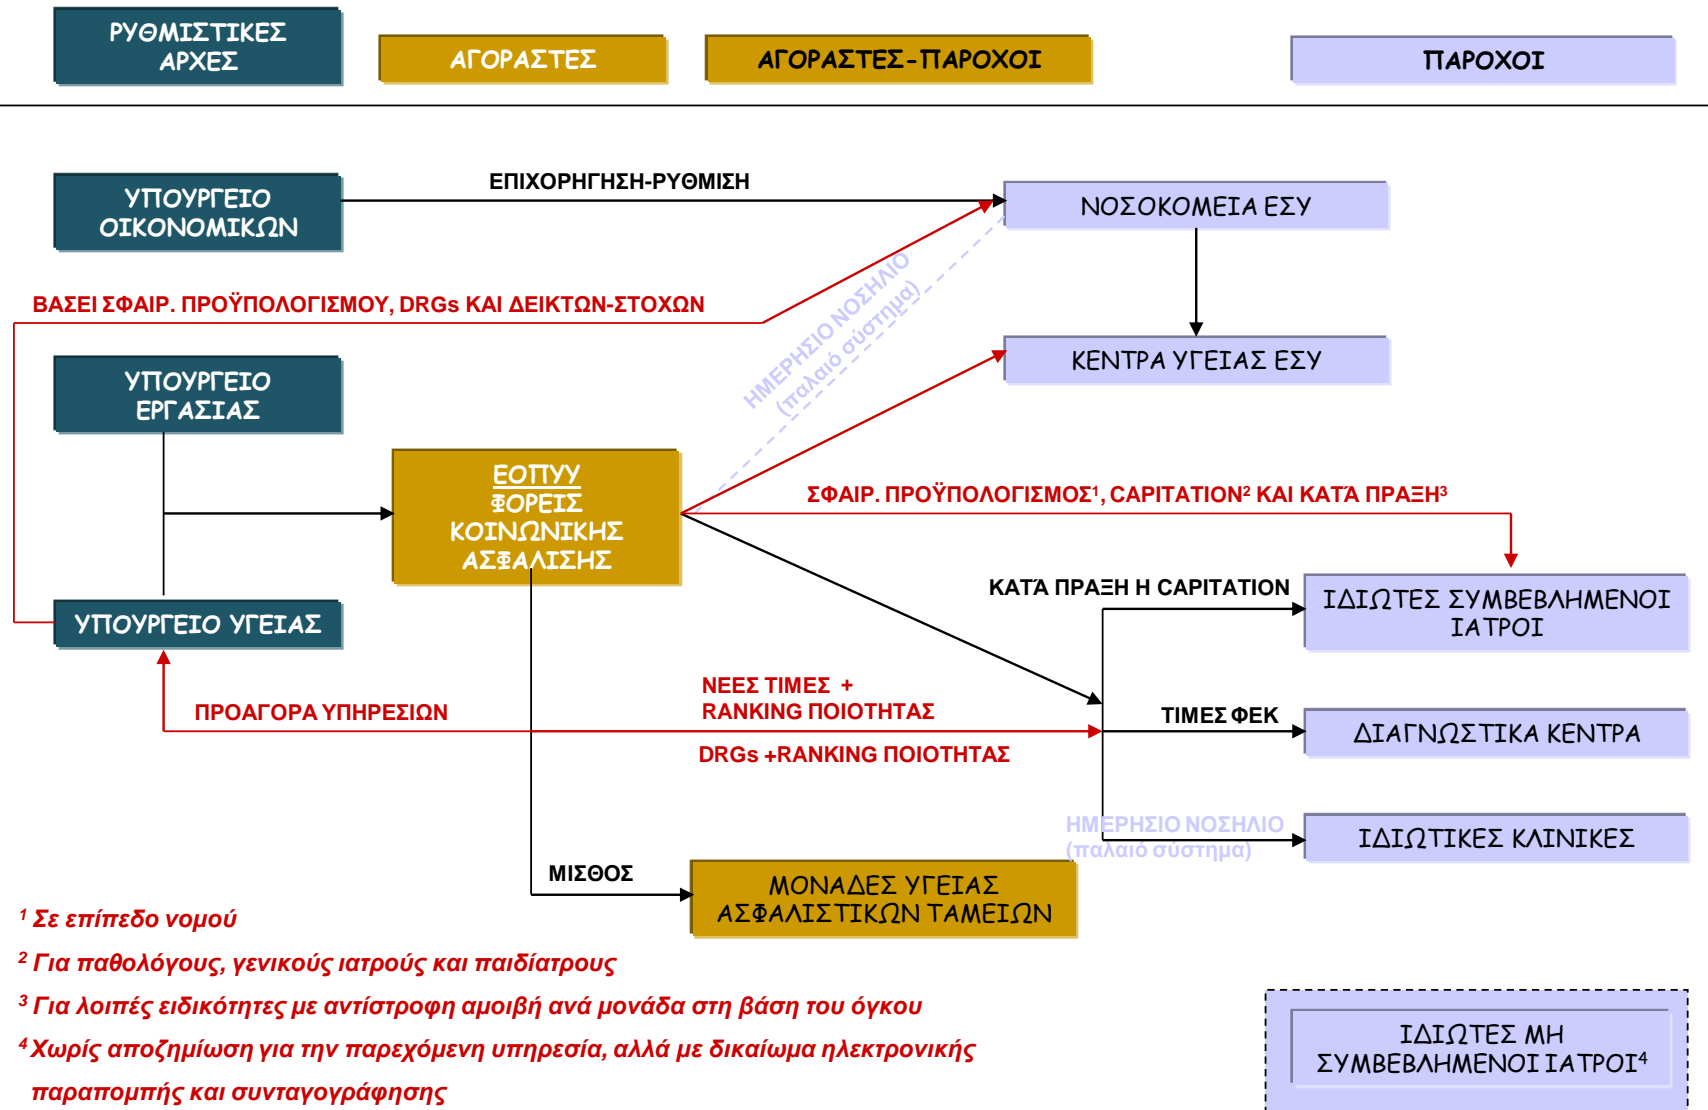 ΡΥΘΜΙΣΤΙΚΕΣ
ΑΡΧΕΣ
ΑΓΟΡΑΣΤΕΣ
ΑΓΟΡΑΣΤΕΣ-ΠΑΡΟΧΟΙ
ΠΑΡΟΧΟΙ
ΥΠΟΥΡΓΕΙΟ
ΟΙΚΟΝΟΜΙΚΩΝ
ΕΠΙΧΟΡΗΓΗΣΗ-ΡΥΘΜΙΣΗ
ΝΟΣΟΚΟΜΕΙΑ ΕΣΥ
ΗΜΕΡΗΣΙΟ ΝΟΣΗΛΙΟ
(παλαιό σύστημα)
ΒΑΣΕΙ ΣΦΑΙΡ. ΠΡΟΫΠΟΛΟΓΙΣΜΟΥ, DRGs ΚΑΙ ΔΕΙΚΤΩΝ-ΣΤΟΧΩΝ
ΚΕΝΤΡΑ ΥΓΕΙΑΣ ΕΣΥ
ΥΠΟΥΡΓΕΙΟ
ΕΡΓΑΣΙΑΣ
ΕΟΠΥΥ
ΦΟΡΕΙΣ
ΚΟΙΝΩΝΙΚΗΣ
ΑΣΦΑΛΙΣΗΣ
ΣΦΑΙΡ. ΠΡΟΫΠΟΛΟΓΙΣΜΟΣ¹, CAPITATION² ΚΑΙ ΚΑΤΆ ΠΡΑΞΗ³
ΚΑΤΆ ΠΡΑΞΗ Η CAPITATION
ΙΔΙΩΤΕΣ ΣΥΜΒΕΒΛΗΜΕΝΟΙ
ΙΑΤΡΟΙ
ΥΠΟΥΡΓΕΙΟ ΥΓΕΙΑΣ
ΠΡΟΑΓΟΡΑ ΥΠΗΡΕΣΙΩΝ
ΝΕΕΣ ΤΙΜΕΣ +
RANKING ΠΟΙΟΤΗΤΑΣ
ΤΙΜΕΣ ΦΕΚ
ΔΙΑΓΝΩΣΤΙΚΑ ΚΕΝΤΡΑ
DRGs +RANKING ΠΟΙΟΤΗΤΑΣ
ΗΜΕΡΗΣΙΟ ΝΟΣΗΛΙΟ
(παλαιό σύστημα)
ΙΔΙΩΤΙΚΕΣ ΚΛΙΝΙΚΕΣ
ΜΙΣΘΟΣ
ΜΟΝΑΔΕΣ ΥΓΕΙΑΣ
ΑΣΦΑΛΙΣΤΙΚΩΝ ΤΑΜΕΙΩΝ
¹ Σε επίπεδο νομού
² Για παθολόγους, γενικούς ιατρούς και παιδίατρους
³ Για λοιπές ειδικότητες με αντίστροφη αμοιβή ανά μονάδα στη βάση του όγκου
⁴ Χωρίς αποζημίωση για την παρεχόμενη υπηρεσία, αλλά με δικαίωμα ηλεκτρονικής
παραπομπής και συνταγογράφησης
ΙΔΙΩΤΕΣ ΜΗ
ΣΥΜΒΕΒΛΗΜΕΝΟΙ ΙΑΤΡΟΙ⁴